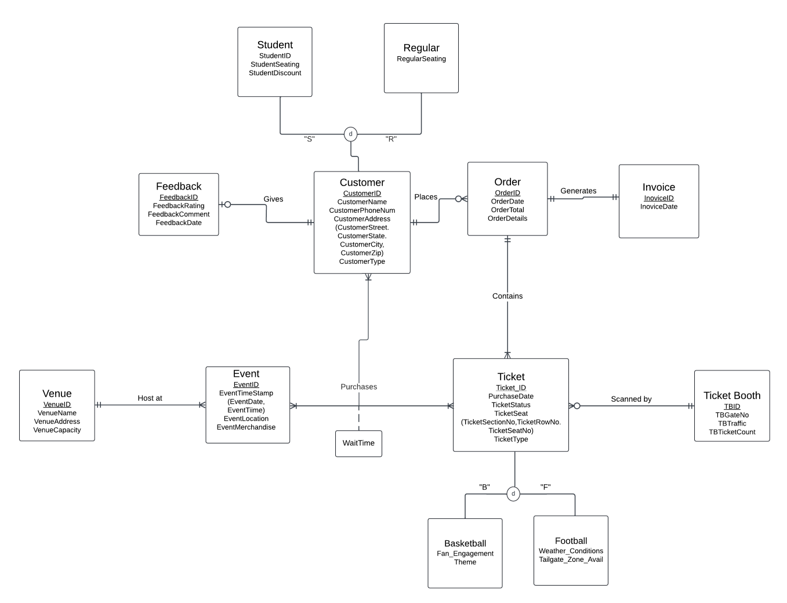 Student
StudentID
StudentSeating
StudentDiscount
Regular
RegularSeating
"S"
d
"R"
Feedback
FeedbackID
FeedbackRating
FeedbackComment
FeedbackDate
Gives
Customer
CustomerID
CustomerName
CustomerPhoneNum
CustomerAddress
(CustomerStreet.
CustomerState.
CustomerCity,
CustomerZip)
CustomerType
Places
Order
OrderID
OrderDate
OrderTotal
OrderDetails
Generates
Invoice
InoviceID
InoviceDate
Contains
Venue
VenueID
VenueName
VenueAddress
VenueCapacity
Host at
Event
EventID
EventTimeStamp
(EventDate,
EventTime)
EventLocation
EventMerchandise
Purchases
WaitTime
Ticket
Ticket_ID
PurchaseDate
TicketStatus
TicketSeat
(TicketSectionNo,TicketRowNo.
TicketSeatNo)
TicketType
Scanned by
Ticket Booth
TBID
TBGateNo
TBTraffic
TBTicketCount
"B"
d
"F"
Basketball
Fan_Engagement
Theme
Football
Weather_Conditions
Tailgate_Zone_Avail